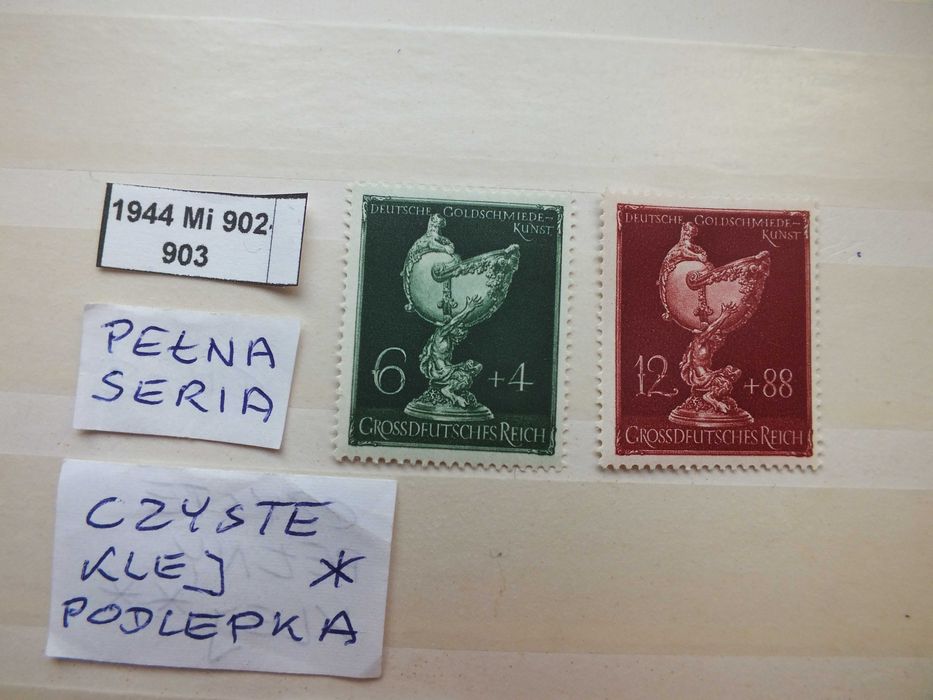 1944 Mi 902-
903
PEŁNA
SERIA
CZYSTE
KLEJ *
PODLEPKA
DEUTSCHE GOLDSCHMIEDE-
KUNST
6 +4
GROSSDEUTSCHES REICH
DEUTSCHE GOLDSCHMIEDE-
KUNST
12 +88
GROSSDEUTSCHES REICH